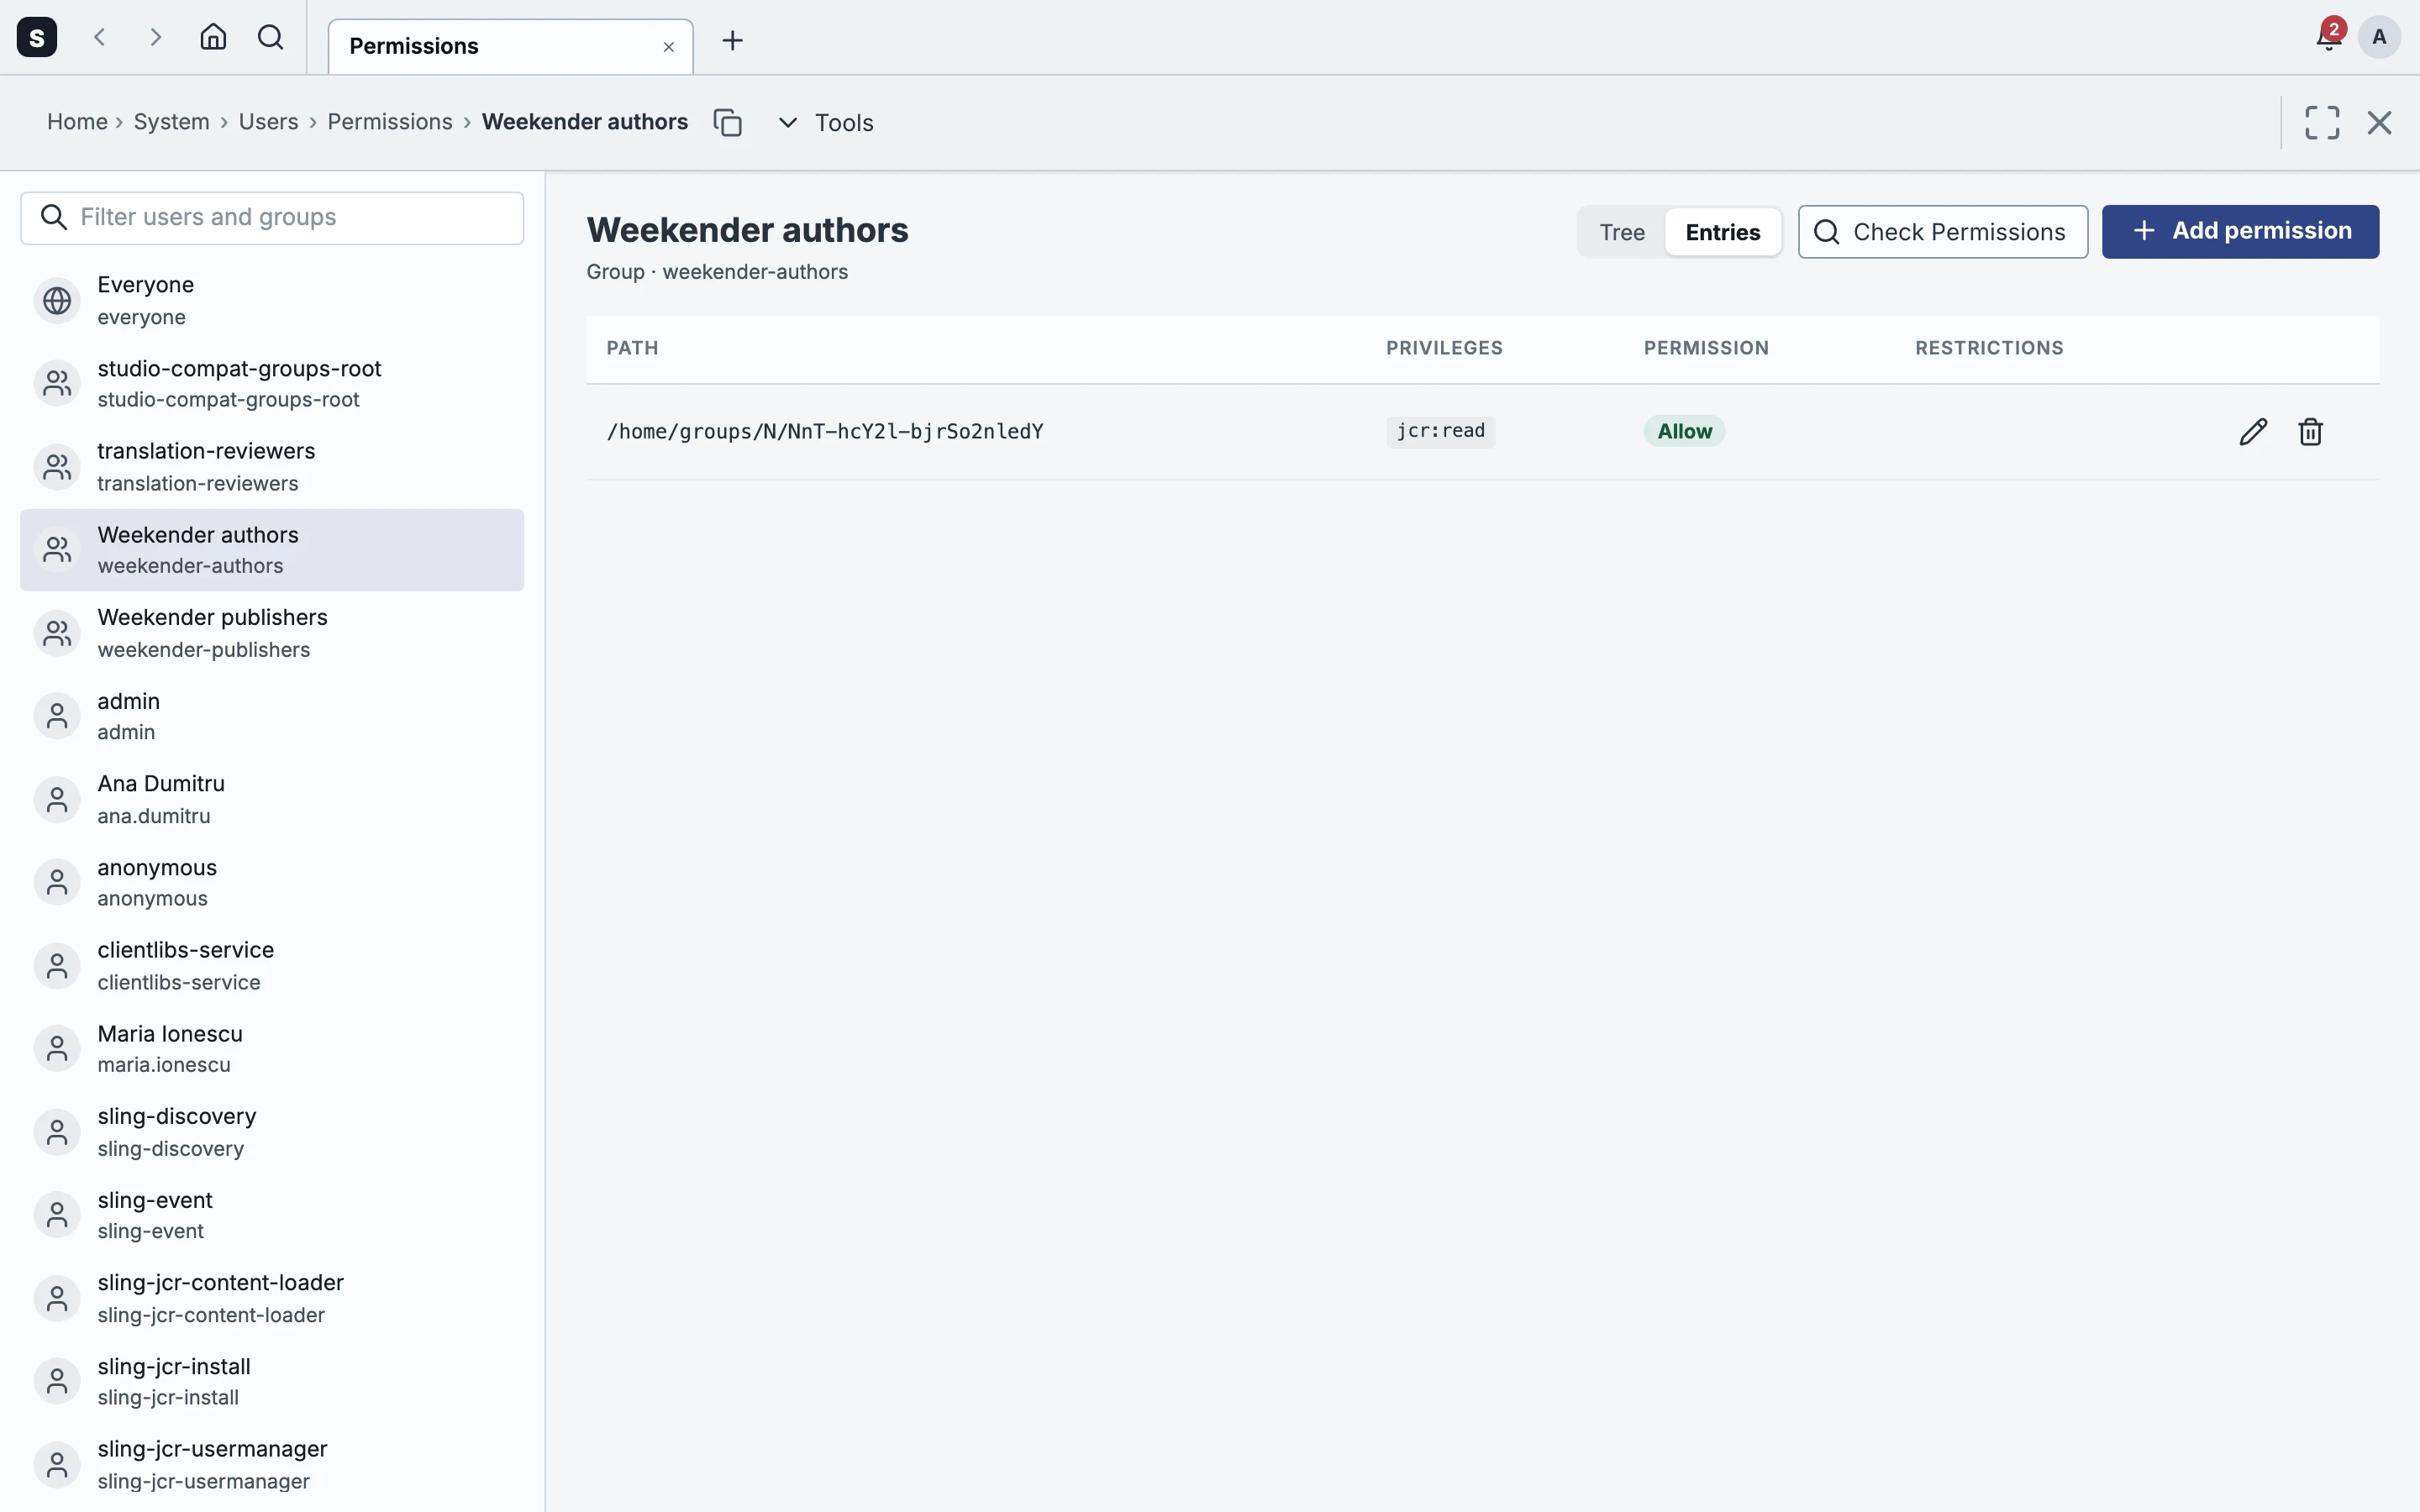 S
Permissions
2
A
Home › System › Users › Permissions › Weekender authors
Tools
Filter users and groups
Everyone
everyone
studio-compat-groups-root
studio-compat-groups-root
translation-reviewers
translation-reviewers
Weekender authors
weekender-authors
Weekender publishers
weekender-publishers
admin
admin
Ana Dumitru
ana.dumitru
anonymous
anonymous
clientlibs-service
clientlibs-service
Maria Ionescu
maria.ionescu
sling-discovery
sling-discovery
sling-event
sling-event
sling-jcr-content-loader
sling-jcr-content-loader
sling-jcr-install
sling-jcr-install
sling-jcr-usermanager
sling-jcr-usermanager
Weekender authors
Group · weekender-authors
Tree
Entries
Check Permissions
Add permission
PATH PRIVILEGES PERMISSION RESTRICTIONS
/home/groups/N/NnT-hcY2l-bjrSo2nledY jcr:read Allow